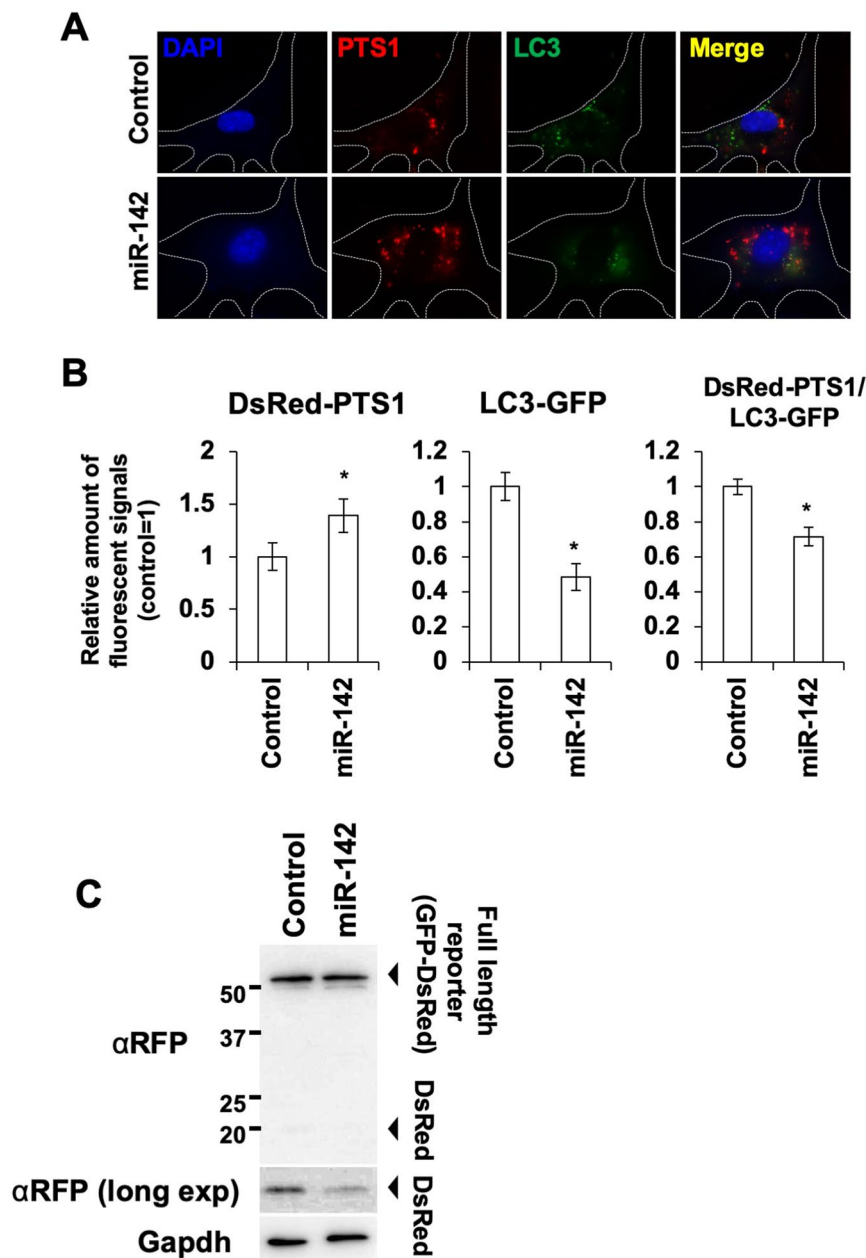 A
DAPI
PTS1
LC3
Merge
Control
miR-142
B
DsRed-PTS1
LC3-GFP
DsRed-PTS1/
LC3-GFP
Relative amount of
fluorescent signals
(control=1)
2
1.5
1
0.5
0
Control
miR-142
1.2
1
0.8
0.6
0.4
0.2
0
Control
miR-142
1.2
1
0.8
0.6
0.4
0.2
0
Control
miR-142
*
*
*
C
Control
miR-142
50
37
25
20
αRFP
Full length
reporter
(GFP-DsRed)
DsRed
αRFP (long exp)
DsRed
Gapdh